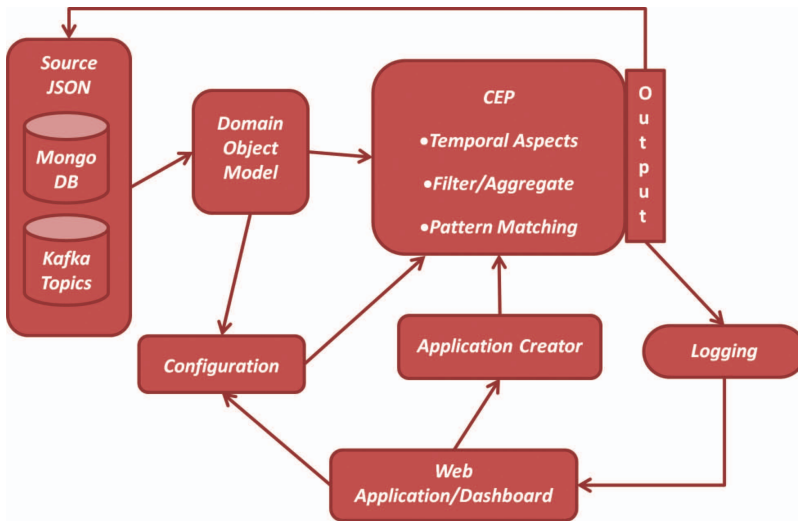 Source
JSON
Mongo
DB
Kafka
Topics
Domain
Object
Model
CEP
•Temporal Aspects
•Filter/Aggregate
•Pattern Matching
Output
Configuration
Application Creator
Logging
Web
Application/Dashboard